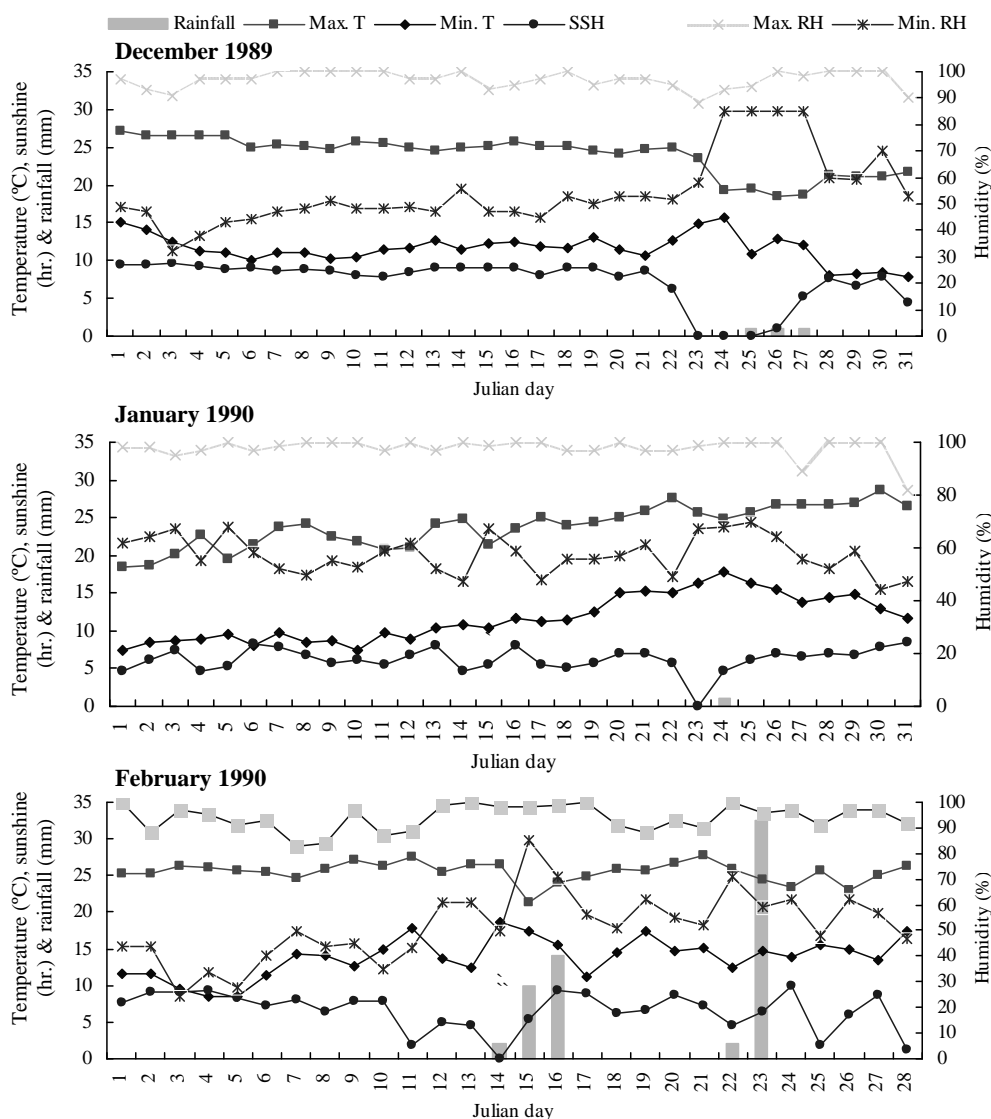 Rainfall Max. T Min. T SSH Max. RH Min. RH
December 1989
Temperature (ºC), sunshine
(hr.) & rainfall (mm)
35
30
25
20
15
10
5
0
100
90
80
70
60
50
40
30
20
10
0
Humidity (%)
1 2 3 4 5 6 7 8 9 10 11 12 13 14 15 16 17 18 19 20 21 22 23 24 25 26 27 28 29 30 31
Julian day
January 1990
Temperature (ºC), sunshine
(hr.) & rainfall (mm)
35
30
25
20
15
10
5
0
100
80
60
40
20
0
Humidity (%)
1 2 3 4 5 6 7 8 9 10 11 12 13 14 15 16 17 18 19 20 21 22 23 24 25 26 27 28 29 30 31
Julian day
February 1990
Temperature (ºC), sunshine
(hr.) & rainfall (mm)
35
30
25
20
15
10
5
0
100
90
80
70
60
50
40
30
20
10
0
Humidity (%)
1 2 3 4 5 6 7 8 9 10 11 12 13 14 15 16 17 18 19 20 21 22 23 24 25 26 27 28
Julian day